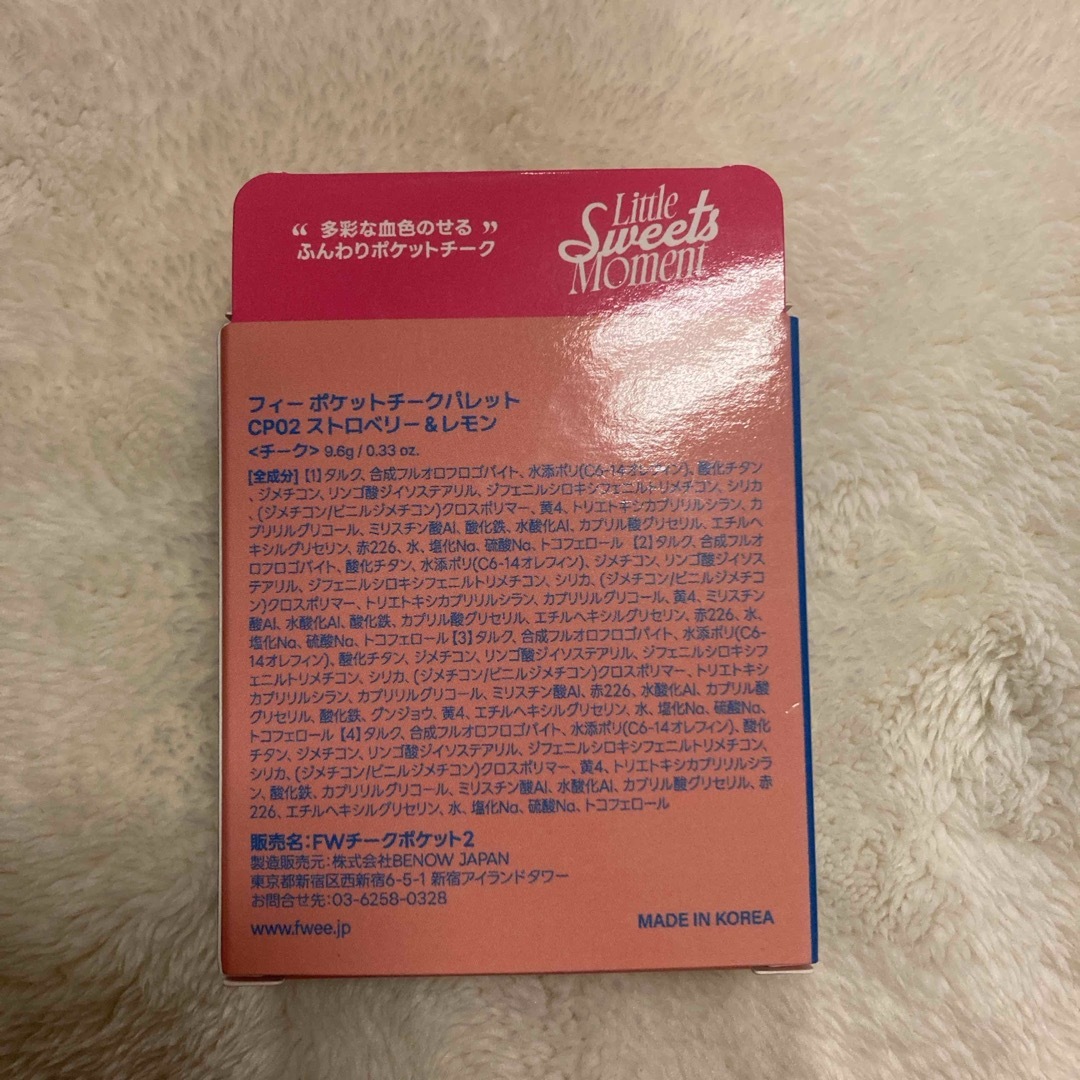 “ 多彩な血色のせる ”
ふんわりポケットチーク
Little
Sweets
Moment
フィー ポケットチークパレット
CP02 ストロベリー＆レモン
<チーク> 9.6g / 0.33 oz.
[全成分] 【1】タルク、合成フルオロフロゴパイト、水添ポリ(C6-14オレフィン)、酸化チタン
、ジメチコン、リンゴ酸ジイソステアリル、ジフェニルシロキシフェニルトリメチコン、シリカ
、(ジメチコン/ビニルジメチコン)クロスポリマー、黄4、トリエトキシカプリリルシラン、カ
プリリルグリコール、ミリスチン酸Al、酸化鉄、水酸化Al、カプリル酸グリセリル、エチルヘ
キシルグリセリン、赤226、水、塩化Na、硫酸Na、トコフェロール 【2】タルク、合成フルオ
ロフロゴパイト、酸化チタン、水添ポリ(C6-14オレフィン)、ジメチコン、リンゴ酸ジイソス
テアリル、ジフェニルシロキシフェニルトリメチコン、シリカ、(ジメチコン/ビニルジメチコ
ン)クロスポリマー、トリエトキシカプリリルシラン、カプリリルグリコール、黄4、ミリスチン
酸Al、水酸化Al、酸化鉄、カプリル酸グリセリル、エチルヘキシルグリセリン、赤226、水、
塩化Na、硫酸Na、トコフェロール【3】タルク、合成フルオロフロゴパイト、水添ポリ(C6-
14オレフィン)、酸化チタン、ジメチコン、リンゴ酸ジイソステアリル、ジフェニルシロキシフ
ェニルトリメチコン、シリカ、(ジメチコン/ビニルジメチコン)クロスポリマー、トリエトキシ
カプリリルシラン、カプリリルグリコール、ミリスチン酸Al、赤226、水酸化Al、カプリル酸
グリセリル、酸化鉄、グンジョウ、黄4、エチルヘキシルグリセリン、水、塩化Na、硫酸Na、
トコフェロール 【4】タルク、合成フルオロフロゴパイト、水添ポリ(C6-14オレフィン)、酸化
チタン、ジメチコン、リンゴ酸ジイソステアリル、ジフェニルシロキシフェニルトリメチコン、
シリカ、(ジメチコン/ビニルジメチコン)クロスポリマー、黄4、トリエトキシカプリリルシラ
ン、酸化鉄、カプリリルグリコール、ミリスチン酸Al、水酸化Al、カプリル酸グリセリル、赤
226、エチルヘキシルグリセリン、水、塩化Na、硫酸Na、トコフェロール
販売名：FWチークポケット2
製造販売元：株式会社BENOW JAPAN
東京都新宿区西新宿6-5-1 新宿アイランドタワー
お問合せ先：03-6258-0328
www.fwee.jp
MADE IN KOREA